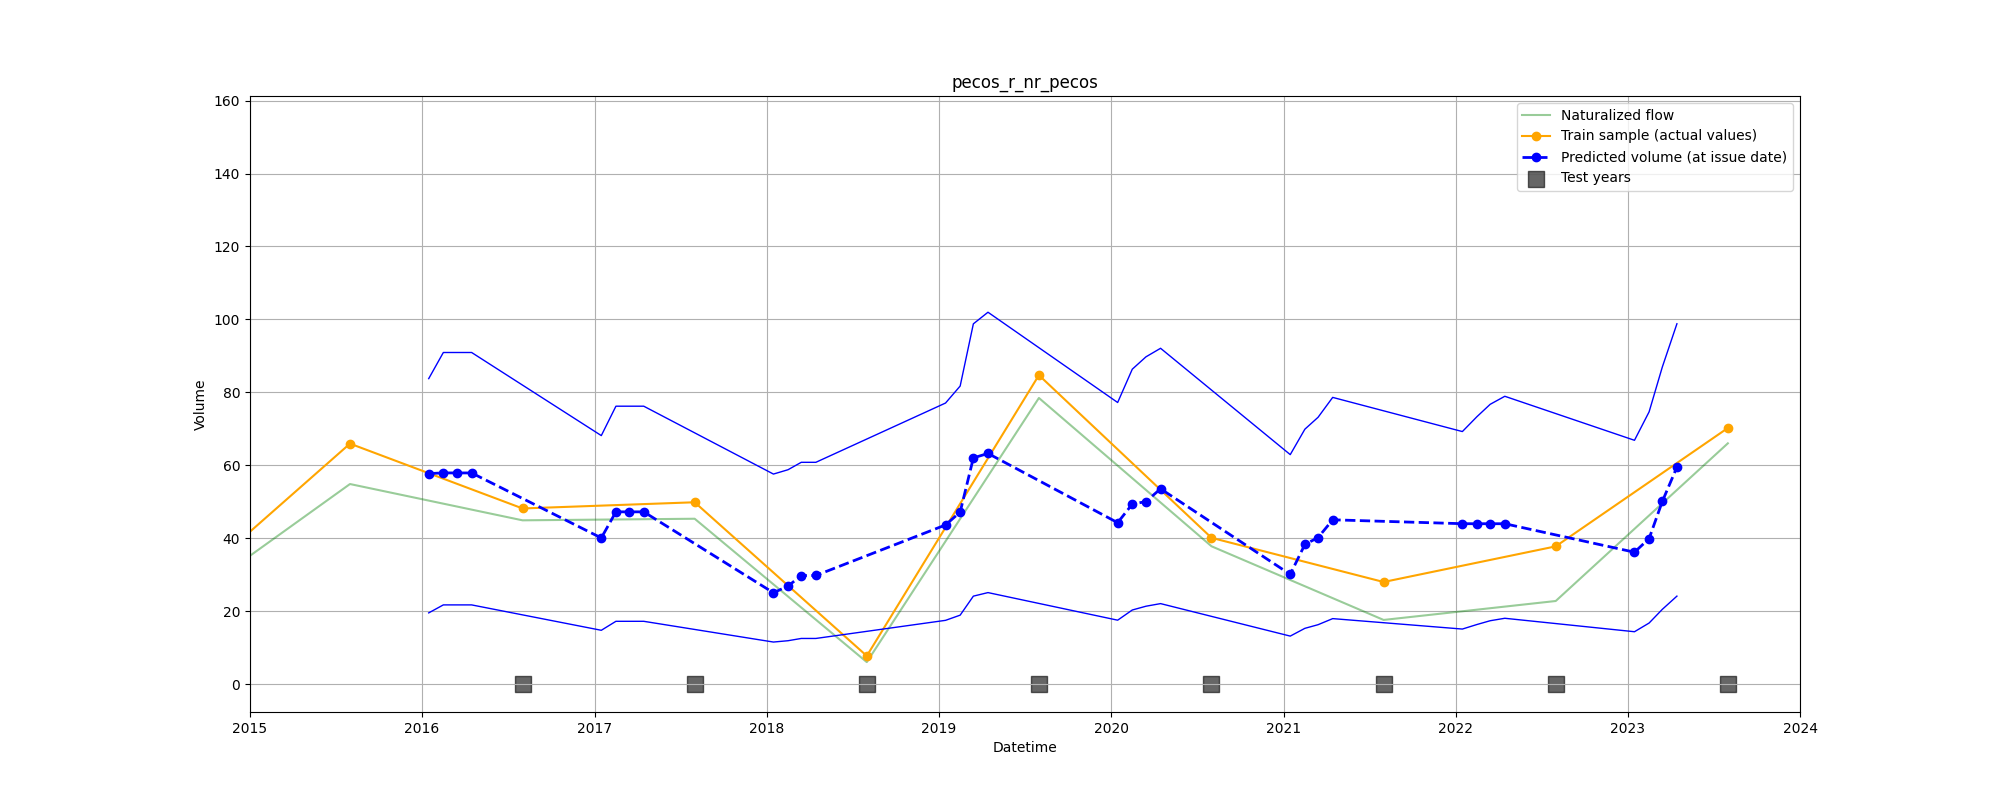 pecos_r_nr_pecos
160
140
120
100
80
60
40
20
0
Volume
Naturalized flow
Train sample (actual values)
Predicted volume (at issue date)
Test years
2015 2016 2017 2018 2019 2020 2021 2022 2023 2024
Datetime